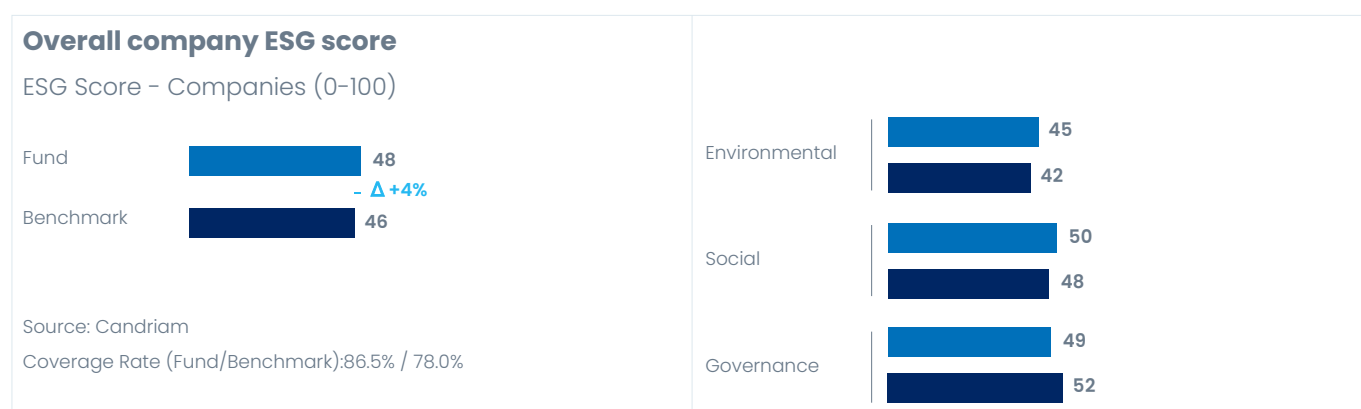 Overall company ESG score
ESG Score - Companies (0-100)
Fund
48
Δ +4%
Benchmark
46
Source: Candriam
Coverage Rate (Fund/Benchmark):86.5% / 78.0%
Environmental
45
42
Social
50
48
Governance
49
52